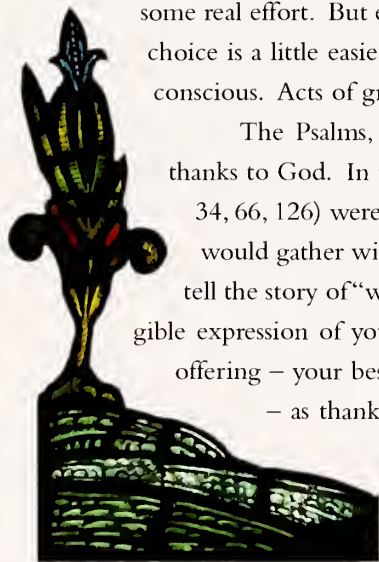 some real effort. But e
choice is a little easie
conscious. Acts of gr
The Psalms,
thanks to God. In
34, 66, 126) were
would gather wi
tell the story of “w
gible expression of you
offering – your bes
– as thank